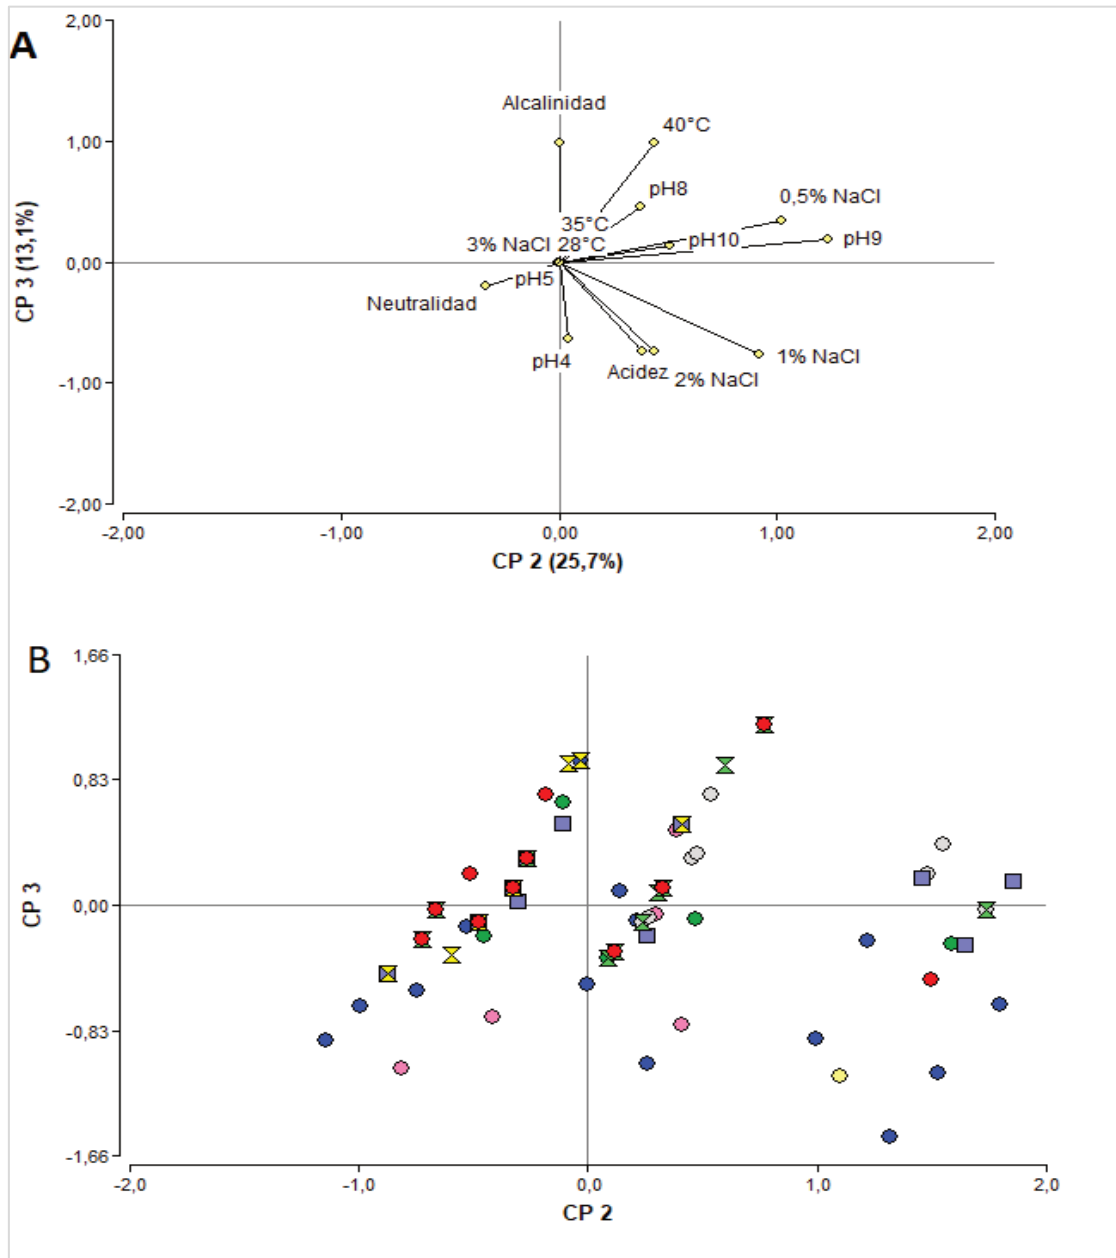 A
2,00
Alcalinidad
40°C
1,00
pH8
0,5% NaCl
35°C
3% NaCl 28°C
pH10
pH9
0,00
pH5
Neutralidad
pH4
Acidez
2% NaCl
1% NaCl
-1,00
-2,00
CP 3 (13,1%)
-2,00 -1,00 0,00 1,00 2,00
CP 2 (25,7%)
B
1,66
0,83
0,00
-0,83
-1,66
CP 3
-2,0 -1,0 0,0 1,0 2,0
CP 2